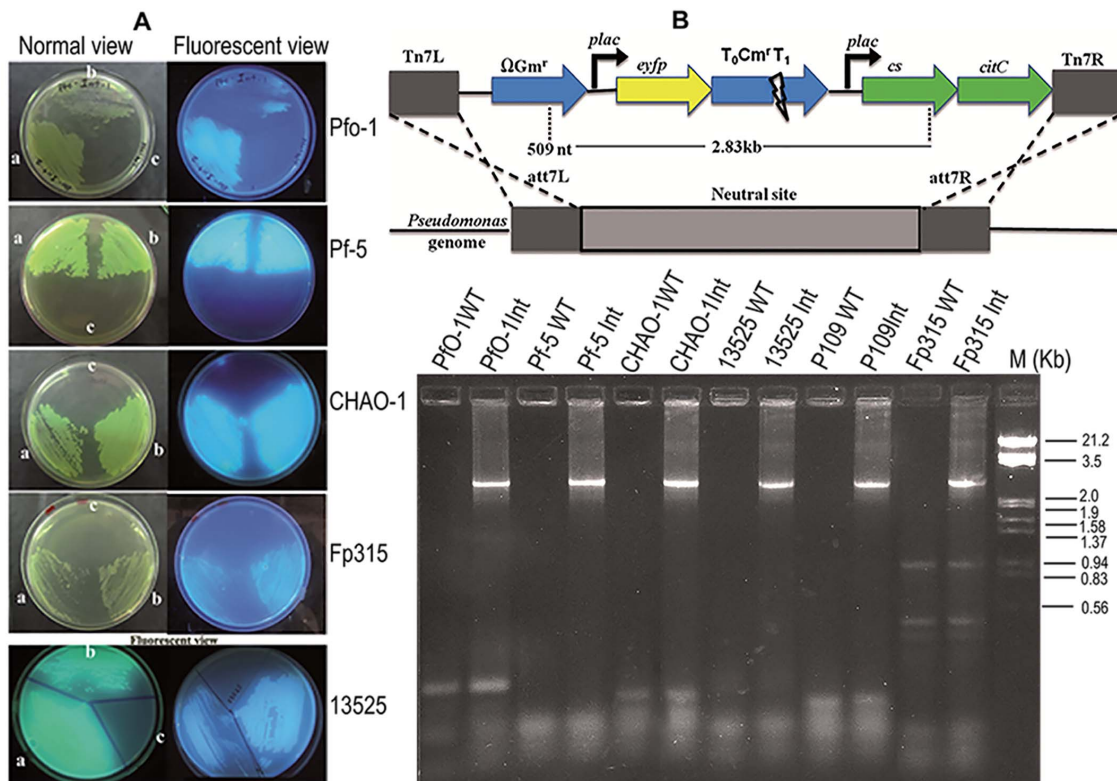 A
Normal view Fluorescent view
b
a
c
Pfo-1
a
b
c
Pf-5
c
a
b
CHAO-1
c
a
b
Fp315
Fluorescent view
b
a
c
13525
B
Tn7L
ΩGmʳ
plac
eyfp
T₀CmʳT₁
plac
cs
citC
Tn7R
509 nt
2.83kb
att7L
att7R
Neutral site
Pseudomonas
genome
PfO-1WT
PfO-1Int
Pf-5 WT
Pf-5 Int
CHAO-1WT
CHAO-1Int
13525 WT
13525 Int
P109 WT
P109Int
Fp315 WT
Fp315 Int
M (Kb)
21.2
3.5
2.0
1.9
1.58
1.37
0.94
0.83
0.56